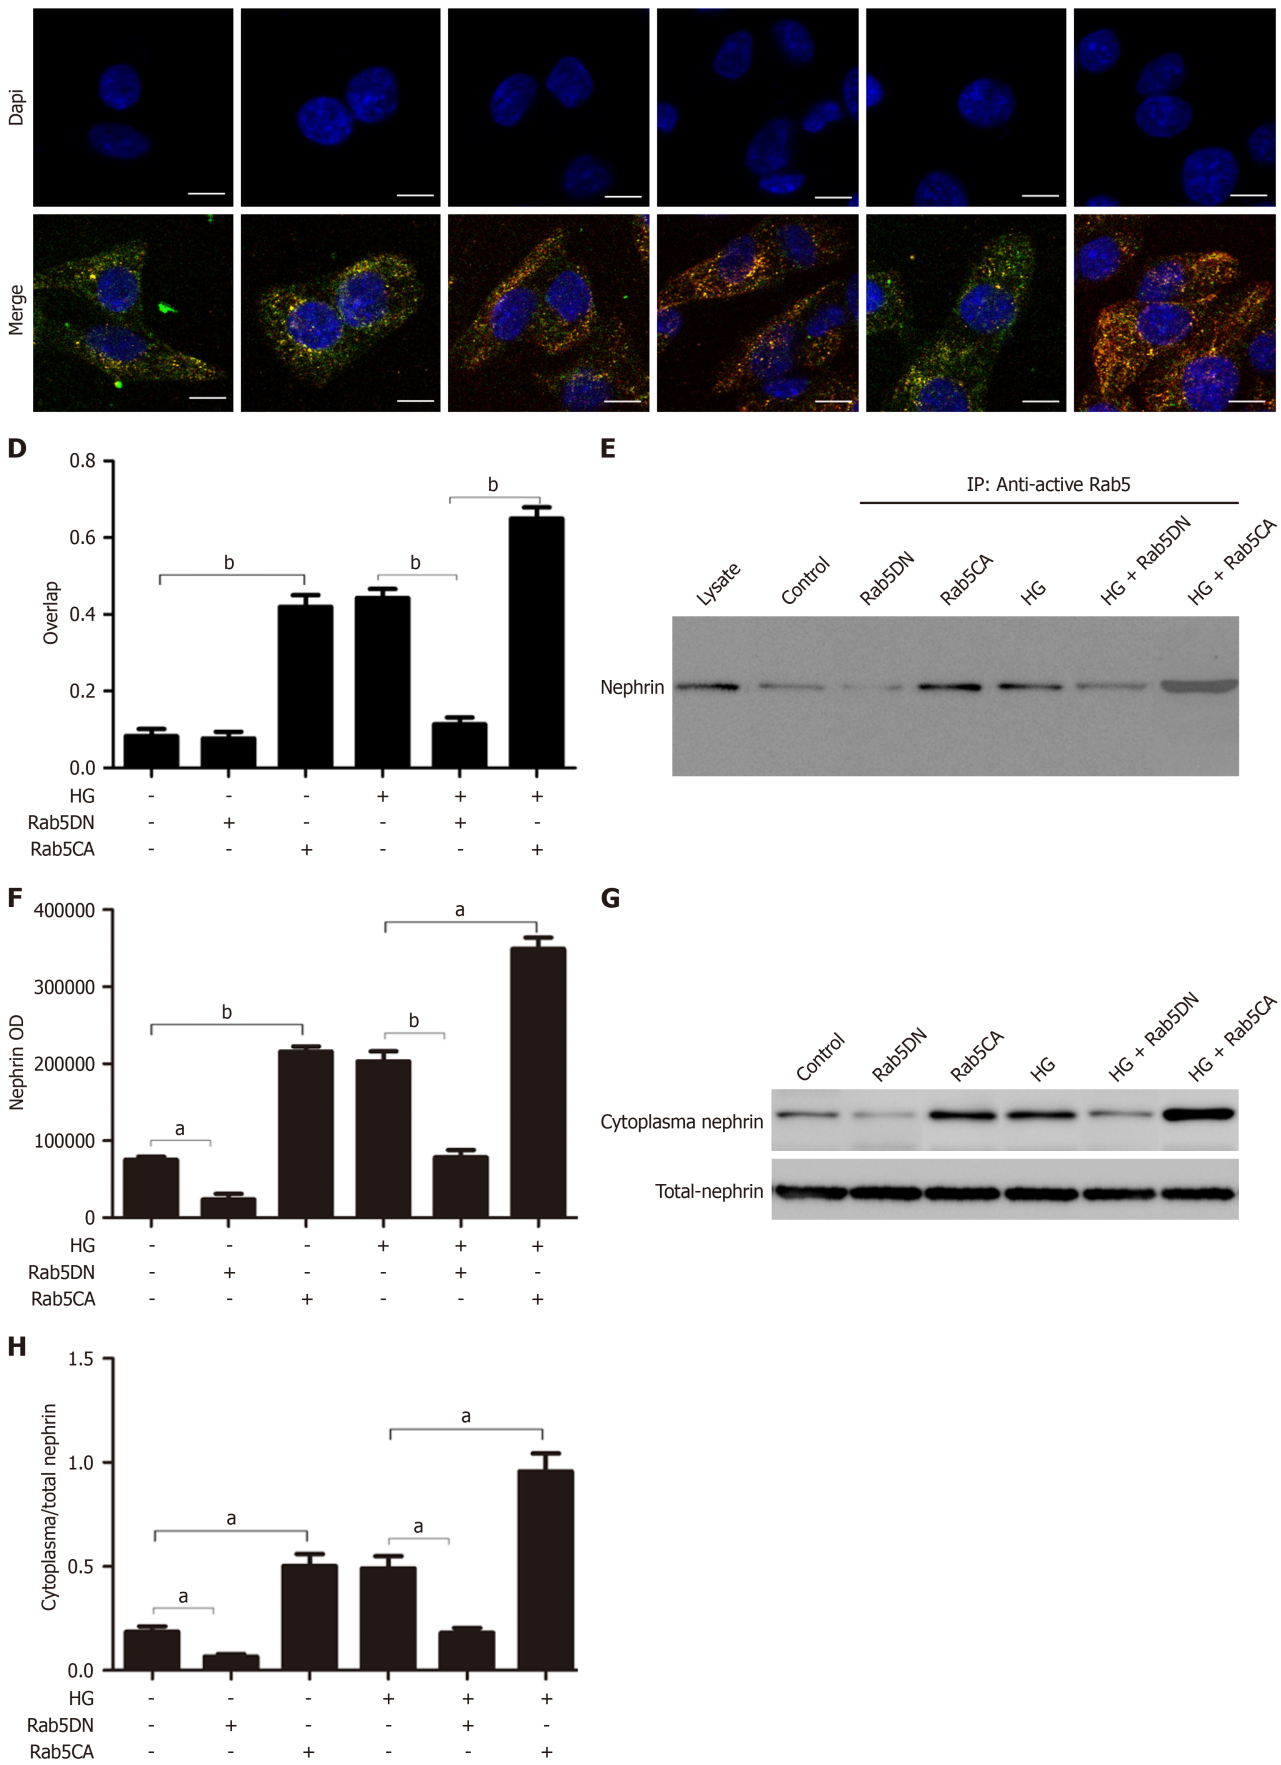 Dapi
Merge
D
0.8
0.6
0.4
0.2
0.0
Overlap
b
b
b
HG - - - + + +
Rab5DN - + - - + -
Rab5CA - - + - - +
E
IP: Anti-active Rab5
Lysate
Control
Rab5DN
Rab5CA
HG
HG + Rab5DN
HG + Rab5CA
Nephrin
F
400000
300000
200000
100000
0
Nephrin OD
a
b
b
a
HG - - - + + +
Rab5DN - + - - + -
Rab5CA - - + - - +
G
Control
Rab5DN
Rab5CA
HG
HG + Rab5DN
HG + Rab5CA
Cytoplasma nephrin
Total-nephrin
H
1.5
1.0
0.5
0.0
Cytoplasma/total nephrin
a
a
a
a
HG - - - + + +
Rab5DN - + - - + -
Rab5CA - - + - - +